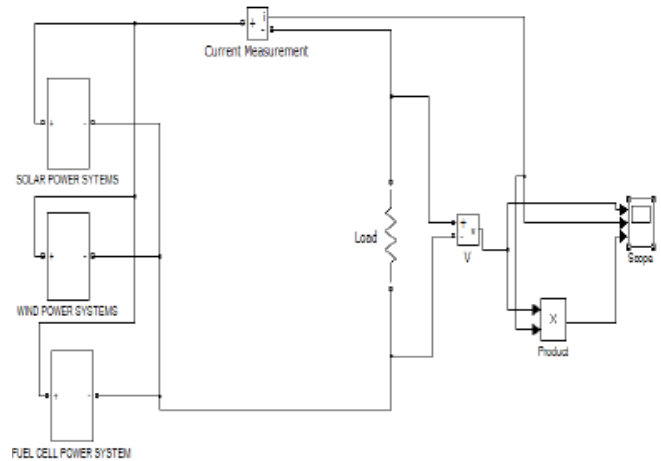 + i -
Current Measurement
+ -
SOLAR POWER SYTEMS
+ -
WIND POWER SYSTEMS
+ -
FUEL CELL POWER SYSTEM
Load
+ v -
V
X
Product
Scope